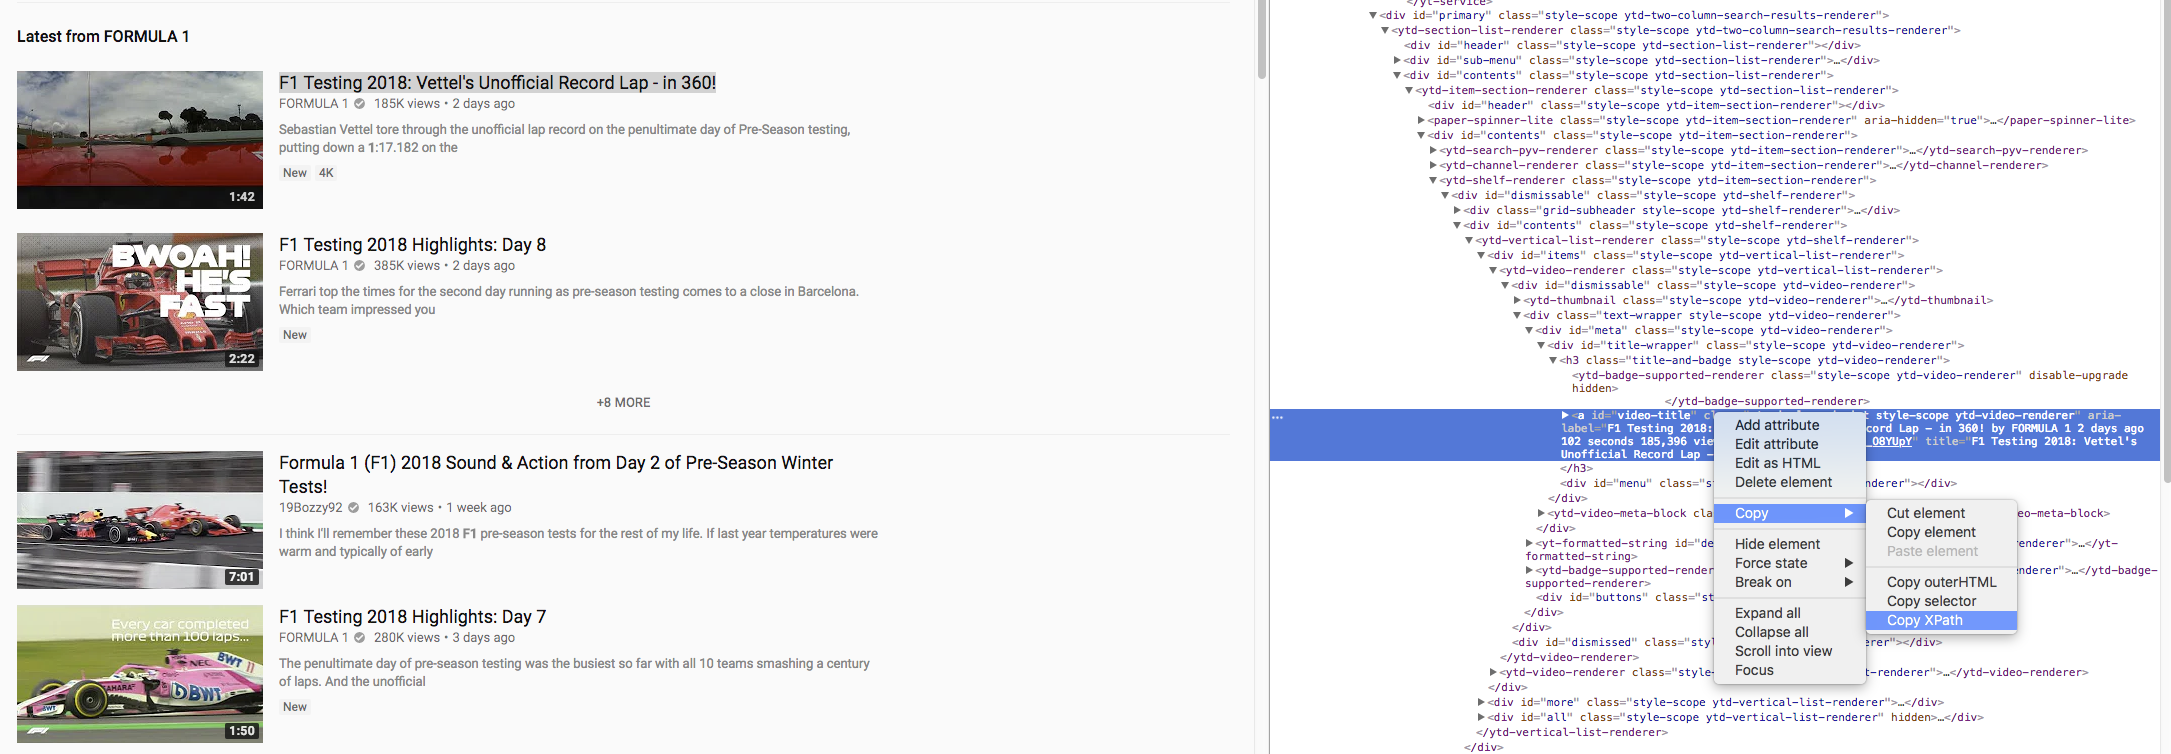 Latest from FORMULA 1
F1 Testing 2018: Vettel's Unofficial Record Lap - in 360!
FORMULA 1 185K views • 2 days ago
Sebastian Vettel tore through the unofficial lap record on the penultimate day of Pre-Season testing,
putting down a 1:17.182 on the
New 4K
1:42
BWOAH!
HE'S
FAST
2:22
F1 Testing 2018 Highlights: Day 8
FORMULA 1 385K views • 2 days ago
Ferrari top the times for the second day running as pre-season testing comes to a close in Barcelona.
Which team impressed you
New
+8 MORE
7:01
Formula 1 (F1) 2018 Sound & Action from Day 2 of Pre-Season Winter
Tests!
19Bozzy92 163K views • 1 week ago
I think I'll remember these 2018 F1 pre-season tests for the rest of my life. If last year temperatures were
warm and typically of early
Every car completed
more than 100 laps...
BWT 11
NEC
SAHARA
BWT
BWT
1:50
F1 Testing 2018 Highlights: Day 7
FORMULA 1 280K views • 3 days ago
The penultimate day of pre-season testing was the busiest so far with all 10 teams smashing a century
of laps. And the unofficial
New
</yt-service>
▼<div id="primary" class="style-scope ytd-two-column-search-results-renderer">
▼<ytd-section-list-renderer class="style-scope ytd-two-column-search-results-renderer">
<div id="header" class="style-scope ytd-section-list-renderer"></div>
▶<div id="sub-menu" class="style-scope ytd-section-list-renderer">…</div>
▼<div id="contents" class="style-scope ytd-section-list-renderer">
▼<ytd-item-section-renderer class="style-scope ytd-section-list-renderer">
<div id="header" class="style-scope ytd-item-section-renderer"></div>
▶<paper-spinner-lite class="style-scope ytd-item-section-renderer" aria-hidden="true">…</paper-spinner-lite>
▼<div id="contents" class="style-scope ytd-item-section-renderer">
▶<ytd-search-pyv-renderer class="style-scope ytd-item-section-renderer">…</ytd-search-pyv-renderer>
▶<ytd-channel-renderer class="style-scope ytd-item-section-renderer">…</ytd-channel-renderer>
▼<ytd-shelf-renderer class="style-scope ytd-item-section-renderer">
▼<div id="dismissable" class="style-scope ytd-shelf-renderer">
▶<div class="grid-subheader style-scope ytd-shelf-renderer">…</div>
▼<div id="contents" class="style-scope ytd-shelf-renderer">
▼<ytd-vertical-list-renderer class="style-scope ytd-shelf-renderer">
▼<div id="items" class="style-scope ytd-vertical-list-renderer">
▼<ytd-video-renderer class="style-scope ytd-vertical-list-renderer">
▼<div id="dismissable" class="style-scope ytd-video-renderer">
▶<ytd-thumbnail class="style-scope ytd-video-renderer">…</ytd-thumbnail>
▼<div class="text-wrapper style-scope ytd-video-renderer">
▼<div id="meta" class="style-scope ytd-video-renderer">
▼<div id="title-wrapper" class="style-scope ytd-video-renderer">
▼<h3 class="title-and-badge style-scope ytd-video-renderer">
<ytd-badge-supported-renderer class="style-scope ytd-video-renderer" disable-upgrade
hidden>
</ytd-badge-supported-renderer>
… ▶<a id="video-title" cl t style-scope ytd-video-renderer" aria-
label="F1 Testing 2018: ord Lap - in 360! by FORMULA 1 2 days ago
102 seconds 185,396 vie _O8YUpY" title="F1 Testing 2018: Vettel's
Unofficial Record Lap -
</h3>
<div id="menu" class="s nderer"></div>
</div>
▶<ytd-video-meta-block cla eo-meta-block>
</div>
▶<yt-formatted-string id="de enderer">…</yt-
formatted-string>
▶<ytd-badge-supported-rende renderer">…</ytd-badge-
supported-renderer>
<div id="buttons" class="st
</div>
</div>
<div id="dismissed" class=" rer"></div>
</ytd-video-renderer>
▶<ytd-video-renderer class="s t-renderer">…</ytd-video-renderer>
</div>
▶<div id="more" class="style-scope ytd-vertical-list-renderer">…</div>
▶<div id="all" class="style-scope ytd-vertical-list-renderer" hidden>…</div>
</ytd-vertical-list-renderer>
</div>
Add attribute
Edit attribute
Edit as HTML
Delete element
Copy ▶
Hide element
Force state ▶
Break on ▶
Expand all
Collapse all
Scroll into view
Focus
Cut element
Copy element
Paste element
Copy outerHTML
Copy selector
Copy XPath